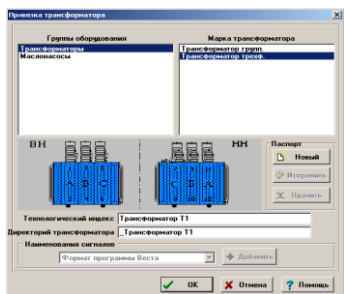 Привязка трансформатора
Группы оборудования
Марка трансформатора
Трансформаторы
Маслонасосы
Трансформатор групп.
Трансформатор трехф.
ВН
НН
A B C
C B A
Паспорт
Новый
Исправить
Удалить
Технологический индекс Трансформатор Т1
Директорий трансформатора _Трансформатор Т1
Наименования сигналов
Формат программы Веста
Добавить
OK
Отмена
Помощь